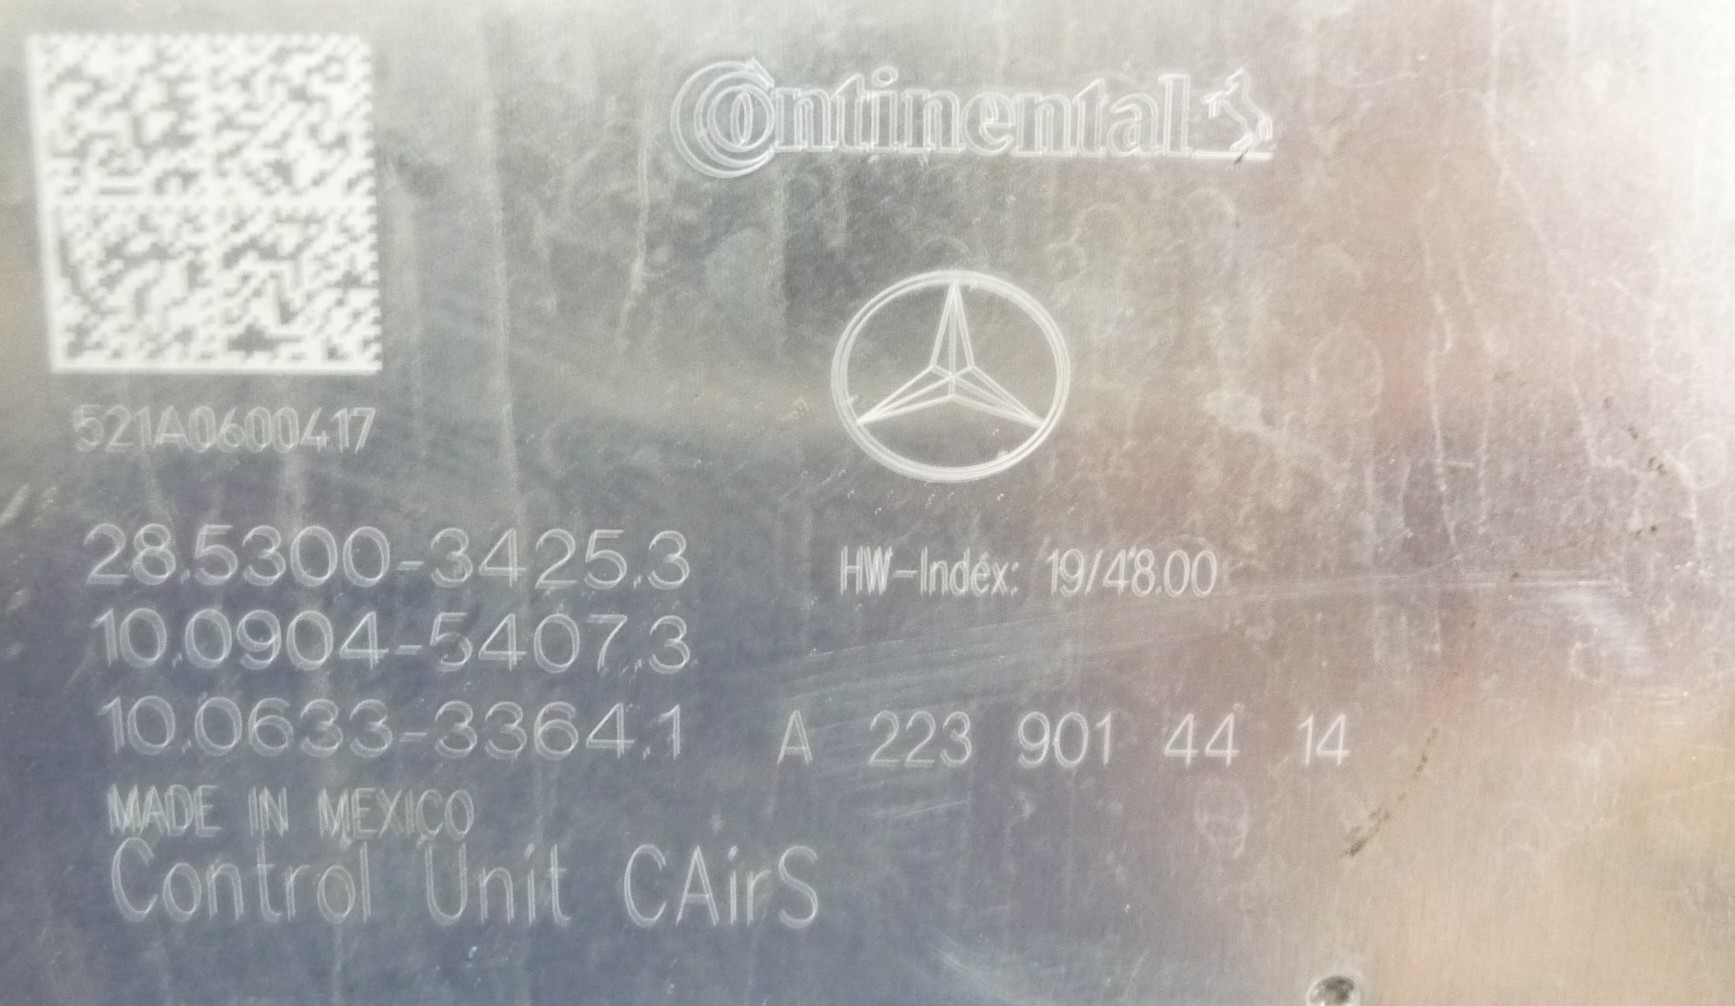 Continental
521A0600417
28.5300-3425.3
HW-Index: 19/48.00
10.0904-5407.3
10.0633-3364.1
A 223 901 44 14
MADE IN MEXICO
Control Unit CAirS